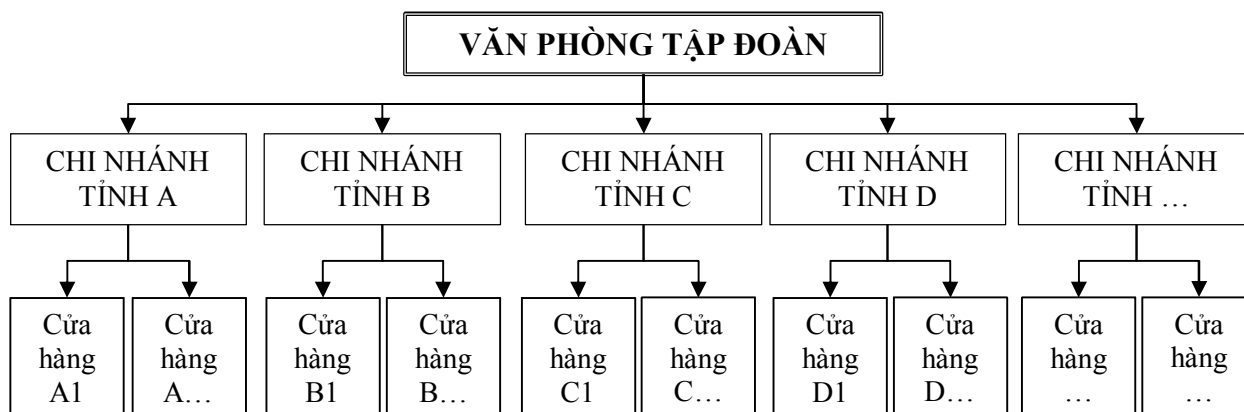 VĂN PHÒNG TẬP ĐOÀN
CHI NHÁNH
TỈNH A
CHI NHÁNH
TỈNH B
CHI NHÁNH
TỈNH C
CHI NHÁNH
TỈNH D
CHI NHÁNH
TỈNH …
Cửa
hàng
A1
Cửa
hàng
A…
Cửa
hàng
B1
Cửa
hàng
B…
Cửa
hàng
C1
Cửa
hàng
C…
Cửa
hàng
D1
Cửa
hàng
D…
Cửa
hàng
…
Cửa
hàng
…